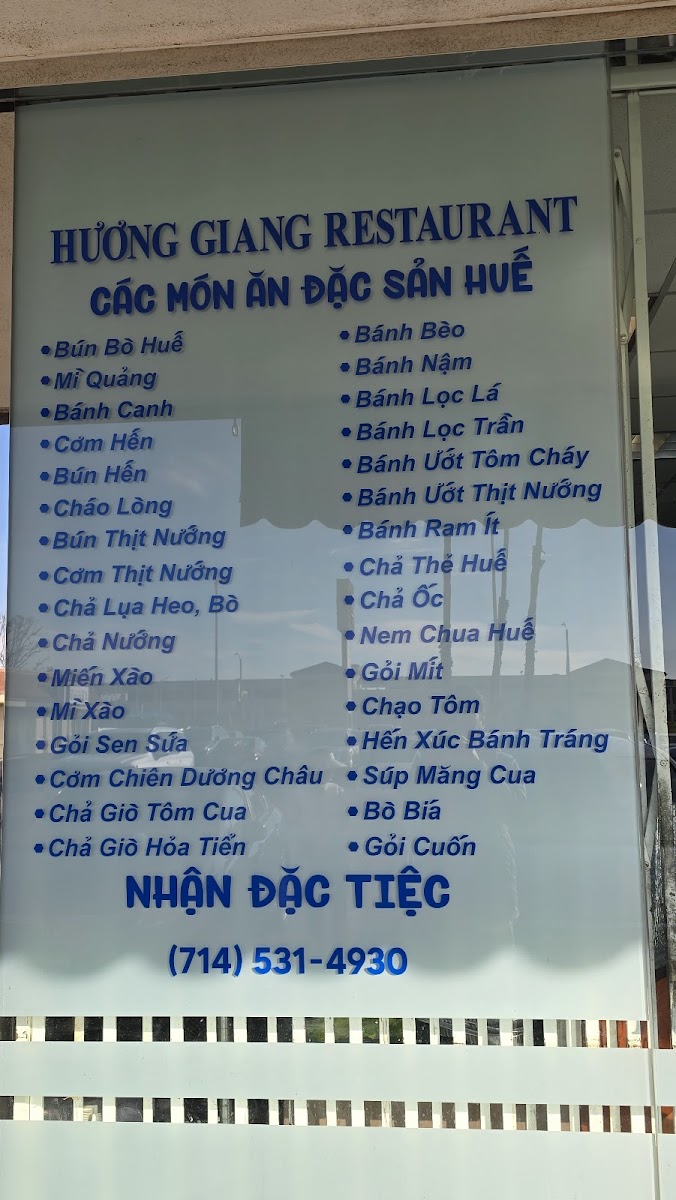 HƯƠNG GIANG RESTAURANT
CÁC MÓN ĂN ĐẶC SẢN HUẾ
• Bún Bò Huế
• Mì Quảng
• Bánh Canh
• Cơm Hến
• Bún Hến
• Cháo Lòng
• Bún Thịt Nướng
• Cơm Thịt Nướng
• Chả Lụa Heo, Bò
• Chả Nướng
• Miến Xào
• Mì Xào
• Gỏi Sen Sứa
• Cơm Chiên Dương Châu
• Chả Giò Tôm Cua
• Chả Giò Hỏa Tiển
• Bánh Bèo
• Bánh Nậm
• Bánh Lọc Lá
• Bánh Lọc Trần
• Bánh Ướt Tôm Cháy
• Bánh Ướt Thịt Nướng
• Bánh Ram Ít
• Chả Thẻ Huế
• Chả Ốc
• Nem Chua Huế
• Gỏi Mít
• Chạo Tôm
• Hến Xúc Bánh Tráng
• Súp Măng Cua
• Bò Biá
• Gỏi Cuốn
NHẬN ĐẶC TIỆC
(714) 531-4930